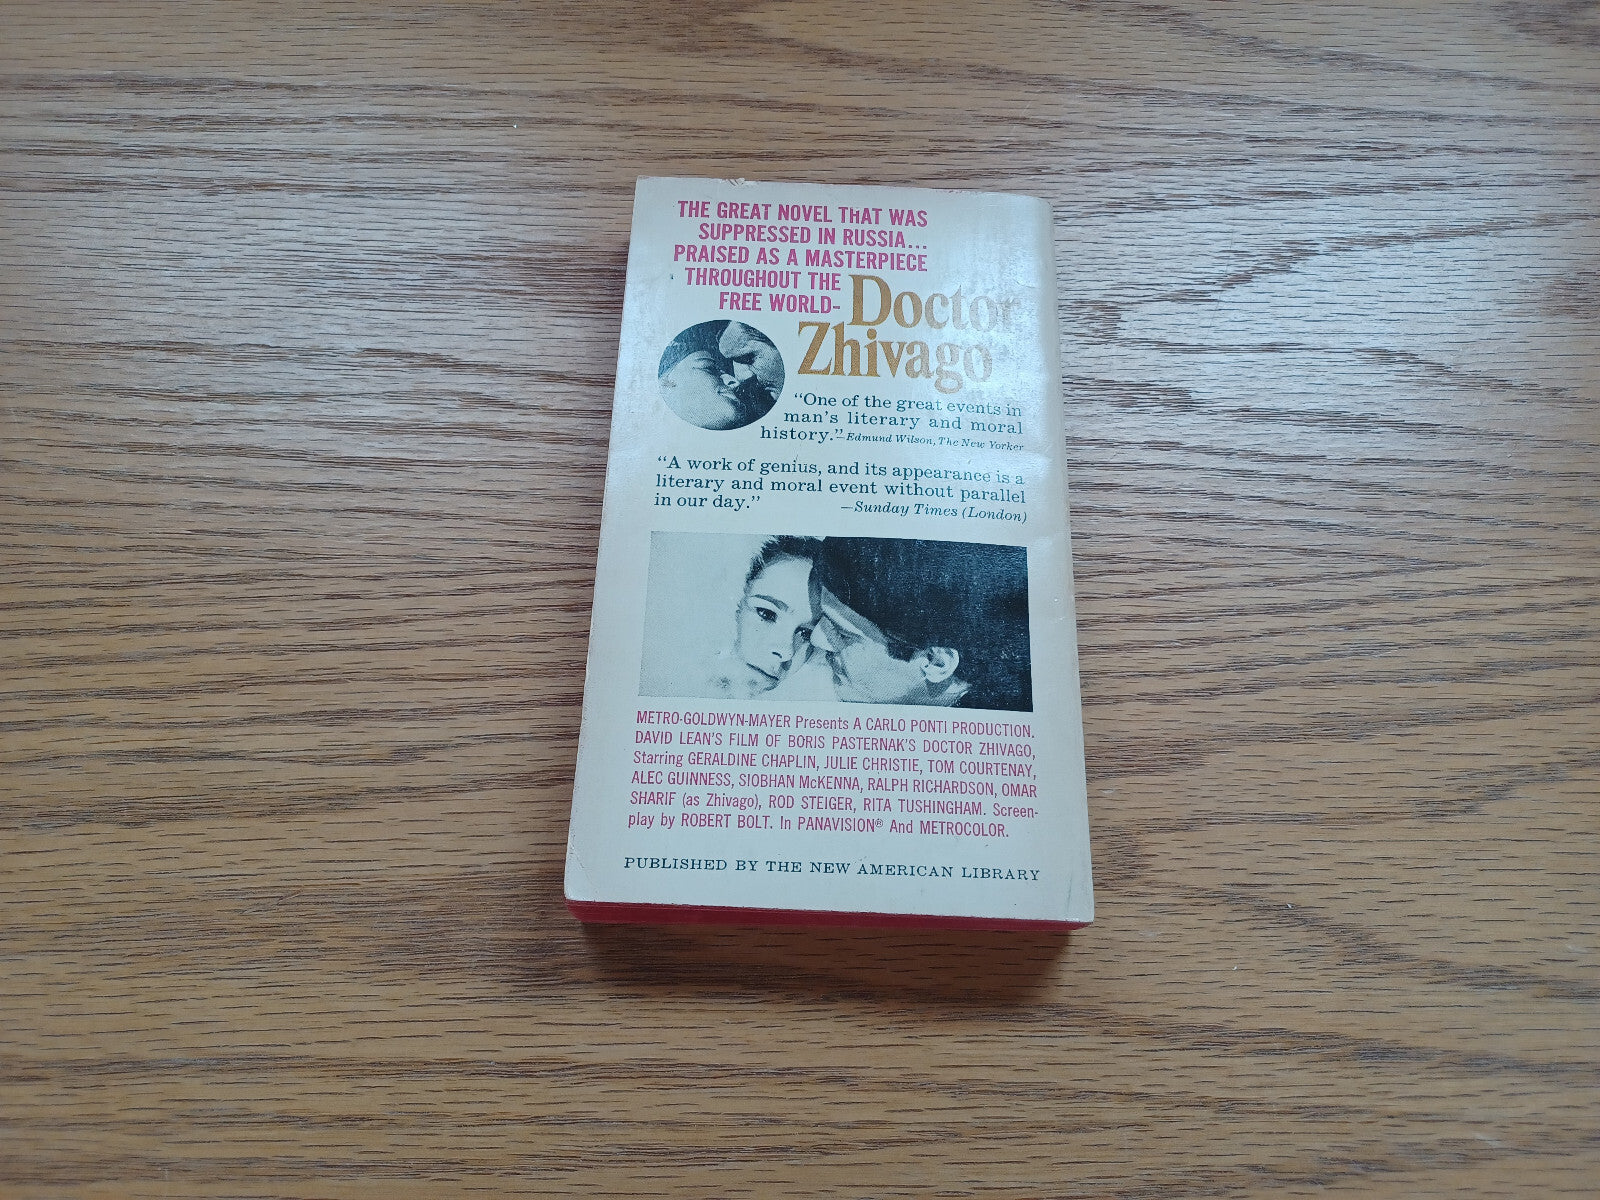 THE GREAT NOVEL THAT WAS
SUPPRESSED IN RUSSIA...
PRAISED AS A MASTERPIECE
THROUGHOUT THE
FREE WORLD-
Doctor
Zhivago
"One of the great events in
man's literary and moral
history."-Edmund Wilson, The New Yorker
"A work of genius, and its appearance is a
literary and moral event without parallel
in our day."
-Sunday Times (London)
METRO-GOLDWYN-MAYER Presents A CARLO PONTI PRODUCTION.
DAVID LEAN'S FILM OF BORIS PASTERNAK'S DOCTOR ZHIVAGO,
Starring GERALDINE CHAPLIN, JULIE CHRISTIE, TOM COURTENAY,
ALEC GUINNESS, SIOBHAN McKENNA, RALPH RICHARDSON, OMAR
SHARIF (as Zhivago), ROD STEIGER, RITA TUSHINGHAM. Screen-
play by ROBERT BOLT. In PANAVISION® And METROCOLOR.
PUBLISHED BY THE NEW AMERICAN LIBRARY